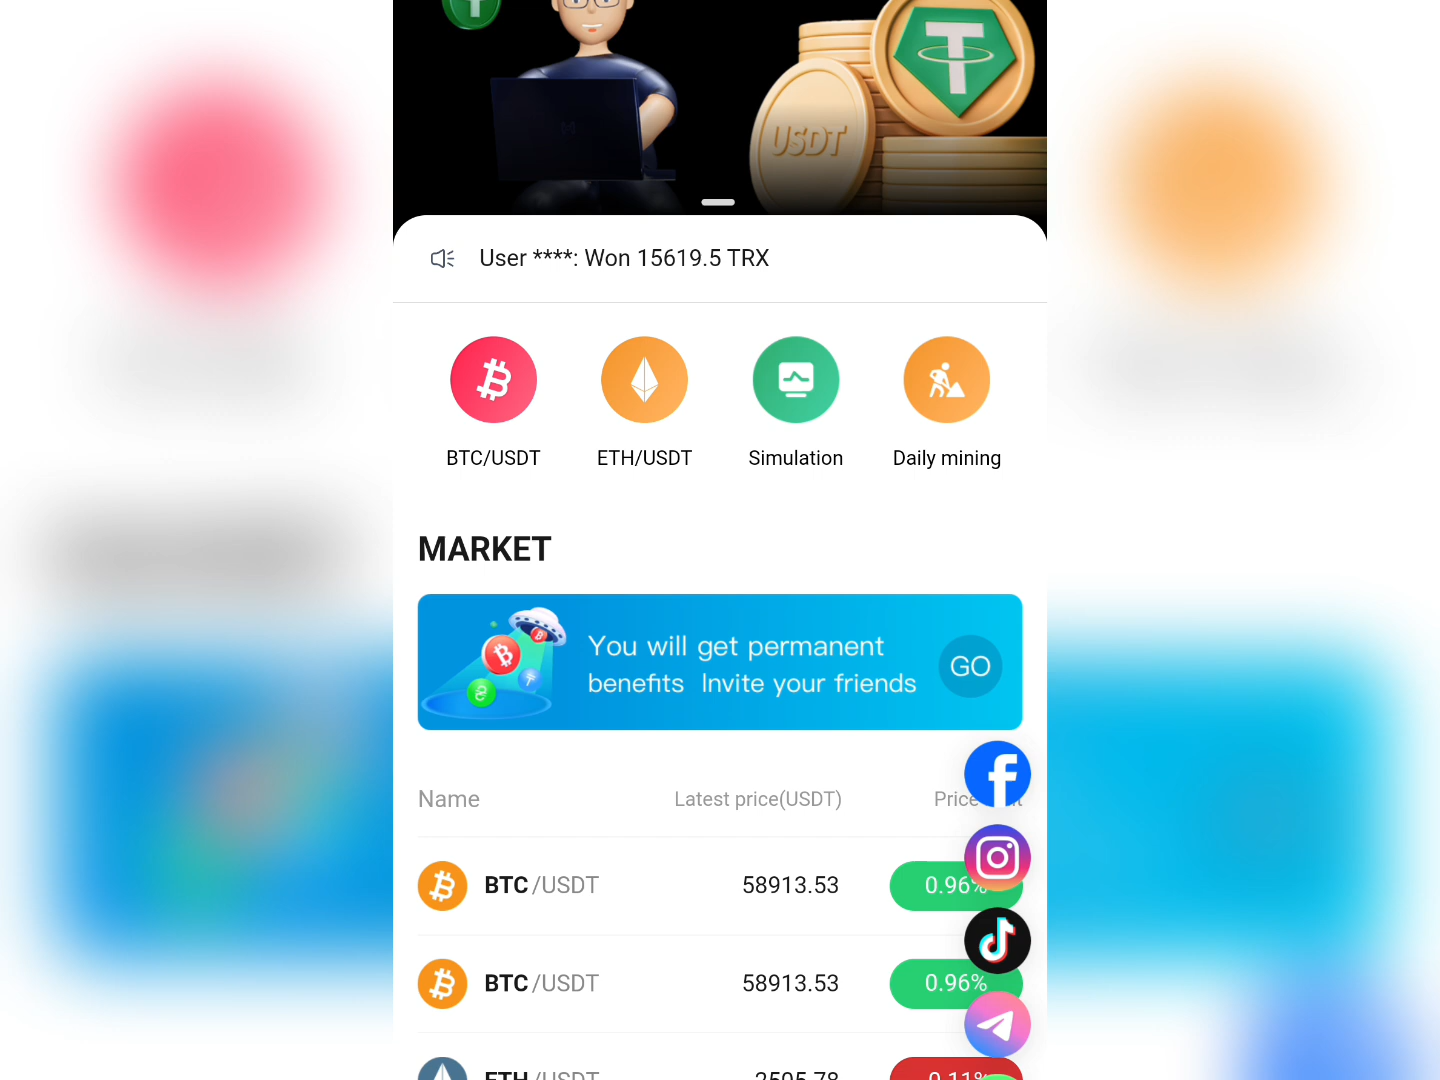 USDT
User ****: Won 15619.5 TRX
BTC/USDT
ETH/USDT
Simulation
Daily mining
MARKET
You will get permanent
benefits Invite your friends
GO
Name
Latest price(USDT)
Price
BTC/USDT
58913.53
0.96%
BTC/USDT
58913.53
0.96%
ETH/USDT